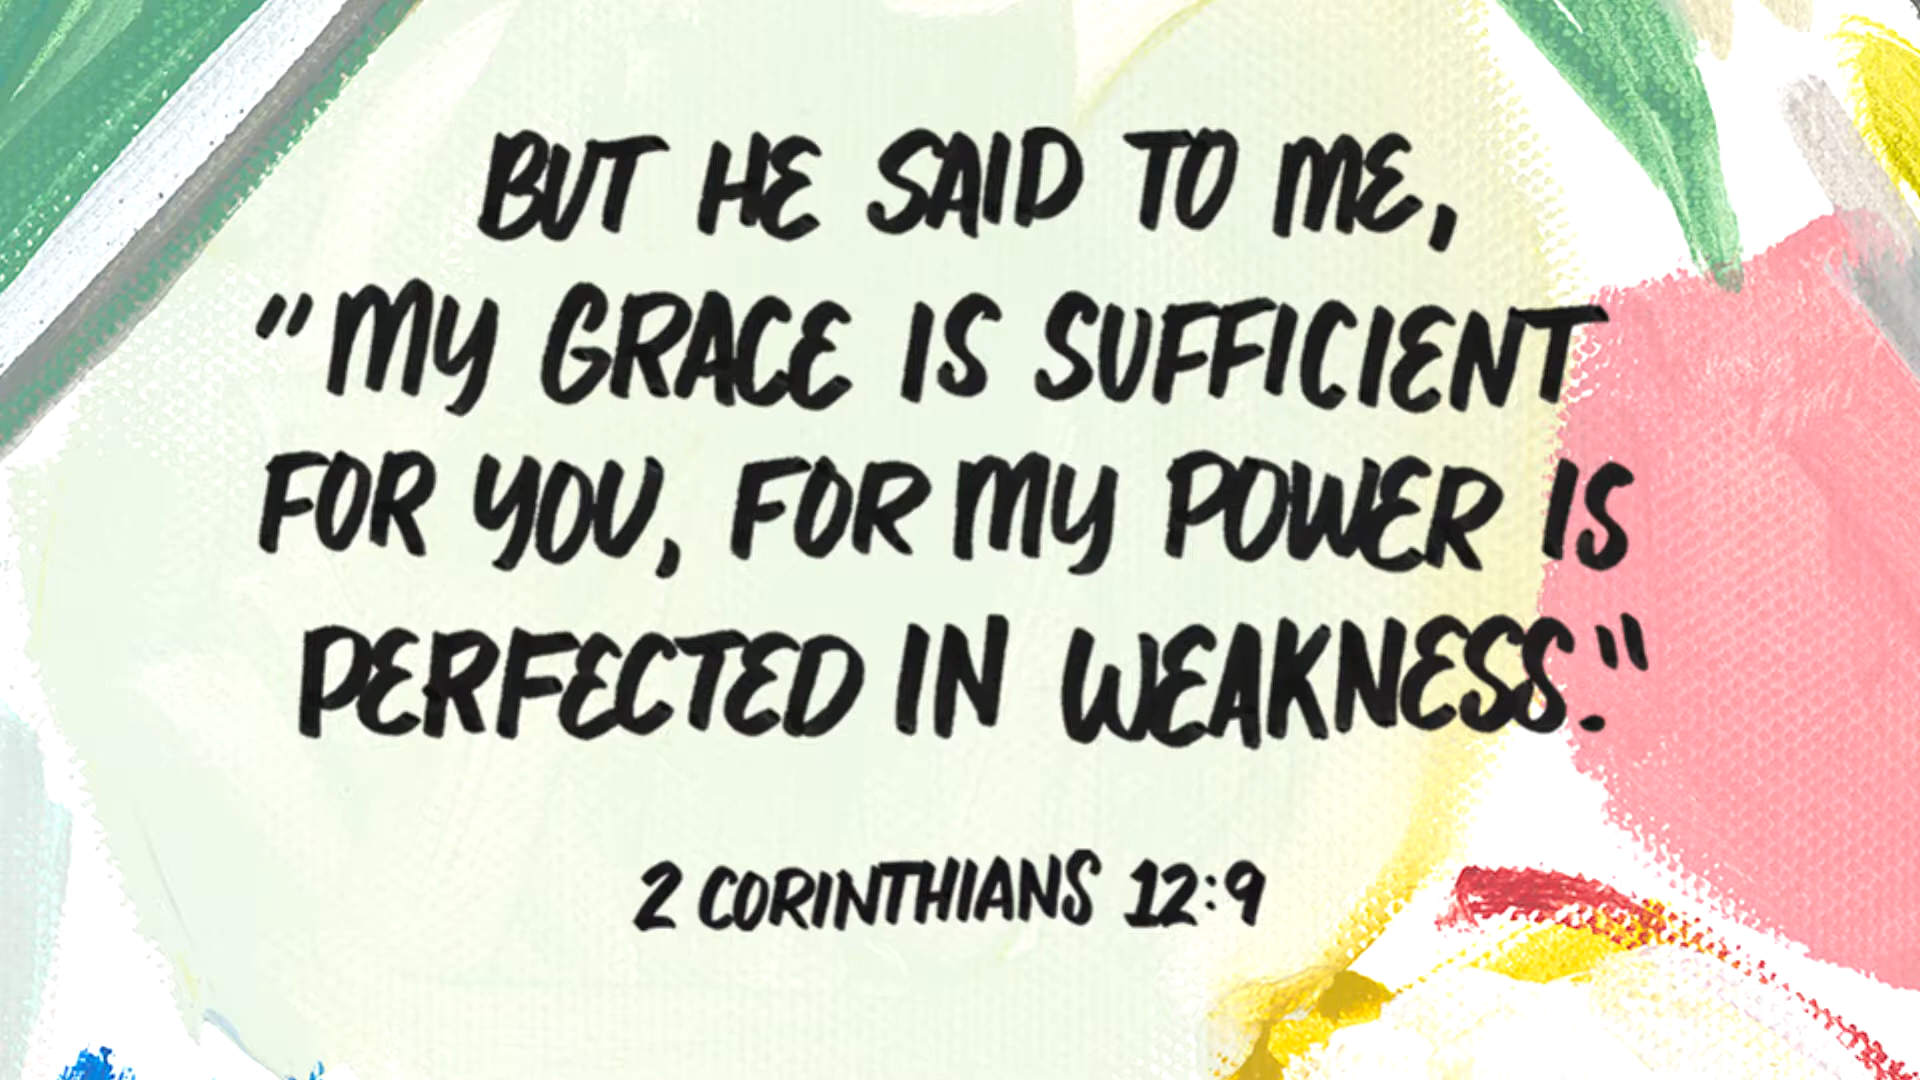 BUT HE SAID TO ME,
"MY GRACE IS SUFFICIENT
FOR YOU, FOR MY POWER IS
PERFECTED IN WEAKNESS."
2 CORINTHIANS 12:9